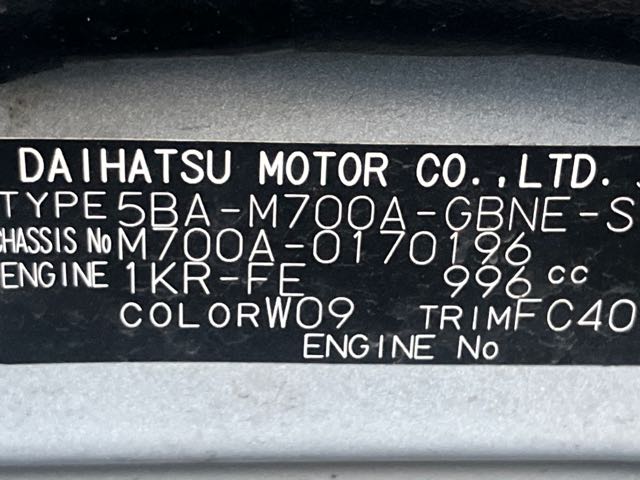 DAIHATSU MOTOR CO.,LTD.
TYPE 5BA-M700A-GBNE-S
CHASSIS No M700A-0170196
ENGINE 1KR-FE 996cc
COLOR W09 TRIM FC40
ENGINE No